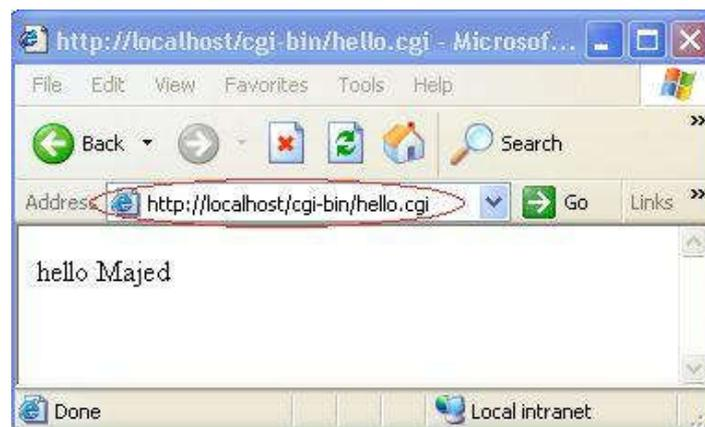 http://localhost/cgi-bin/hello.cgi - Microsof...
File Edit View Favorites Tools Help
Back Search
Address http://localhost/cgi-bin/hello.cgi Go Links
hello Majed
Done Local intranet